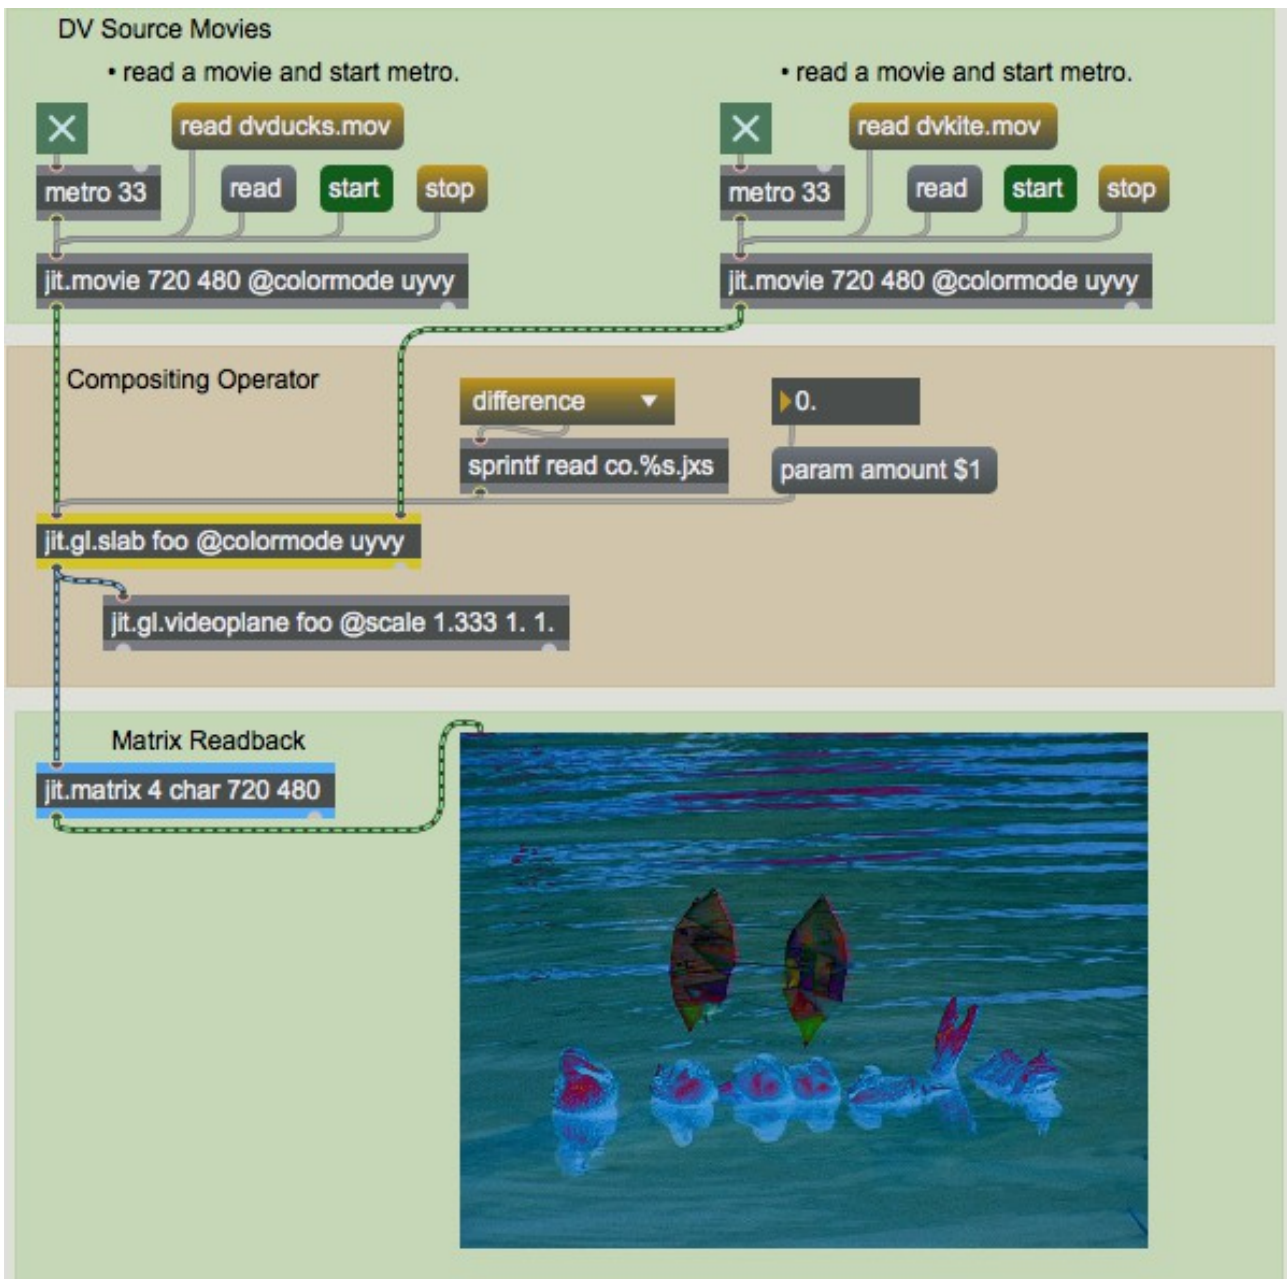 DV Source Movies
• read a movie and start metro.
• read a movie and start metro.
read dvducks.mov
read dvkite.mov
metro 33
read
start
stop
metro 33
read
start
stop
jit.movie 720 480 @colormode uyvy
jit.movie 720 480 @colormode uyvy
Compositing Operator
difference
0.
sprintf read co.%s.jxs
param amount $1
jit.gl.slab foo @colormode uyvy
jit.gl.videoplane foo @scale 1.333 1. 1.
Matrix Readback
jit.matrix 4 char 720 480